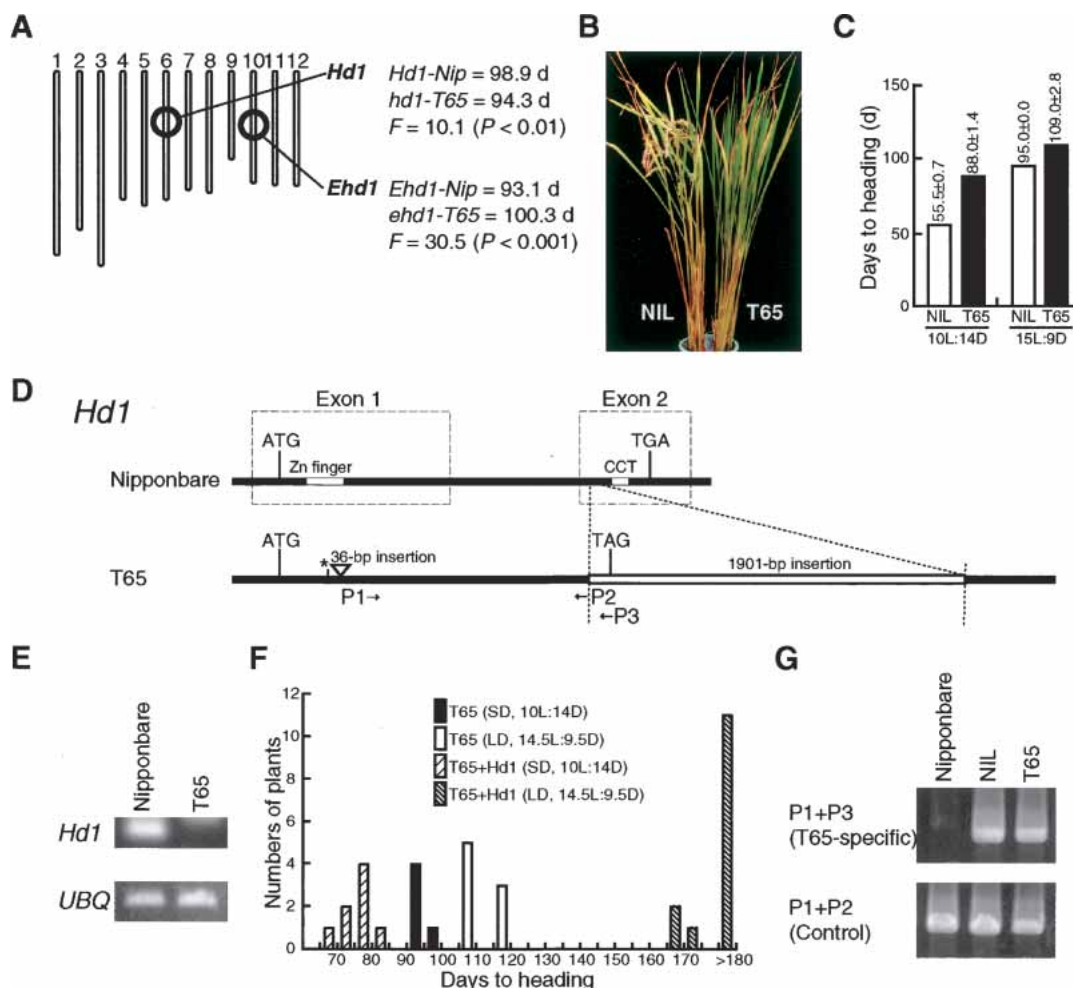 A
1 2 3 4 5 6 7 8 9 10 11 12
Hd1
Hd1-Nip = 98.9 d
hd1-T65 = 94.3 d
F = 10.1 (P < 0.01)
Ehd1
Ehd1-Nip = 93.1 d
ehd1-T65 = 100.3 d
F = 30.5 (P < 0.001)
B
NIL T65
C
Days to heading (d)
150
100
50
0
55.5±0.7
88.0±1.4
95.0±0.0
109.0±2.8
NIL T65 NIL T65
10L:14D 15L:9D
D
Hd1
Exon 1 Exon 2
ATG TGA
Zn finger CCT
Nipponbare
ATG TAG
* 36-bp insertion 1901-bp insertion
T65
P1→ ←P2
←P3
E
Nipponbare
T65
Hd1
UBQ
F
Numbers of plants
12
10
8
6
4
2
0
T65 (SD, 10L:14D)
T65 (LD, 14.5L:9.5D)
T65+Hd1 (SD, 10L:14D)
T65+Hd1 (LD, 14.5L:9.5D)
70 80 90 100 110 120 130 140 150 160 170 >180
Days to heading
G
Nipponbare
NIL
T65
P1+P3
(T65-specific)
P1+P2
(Control)